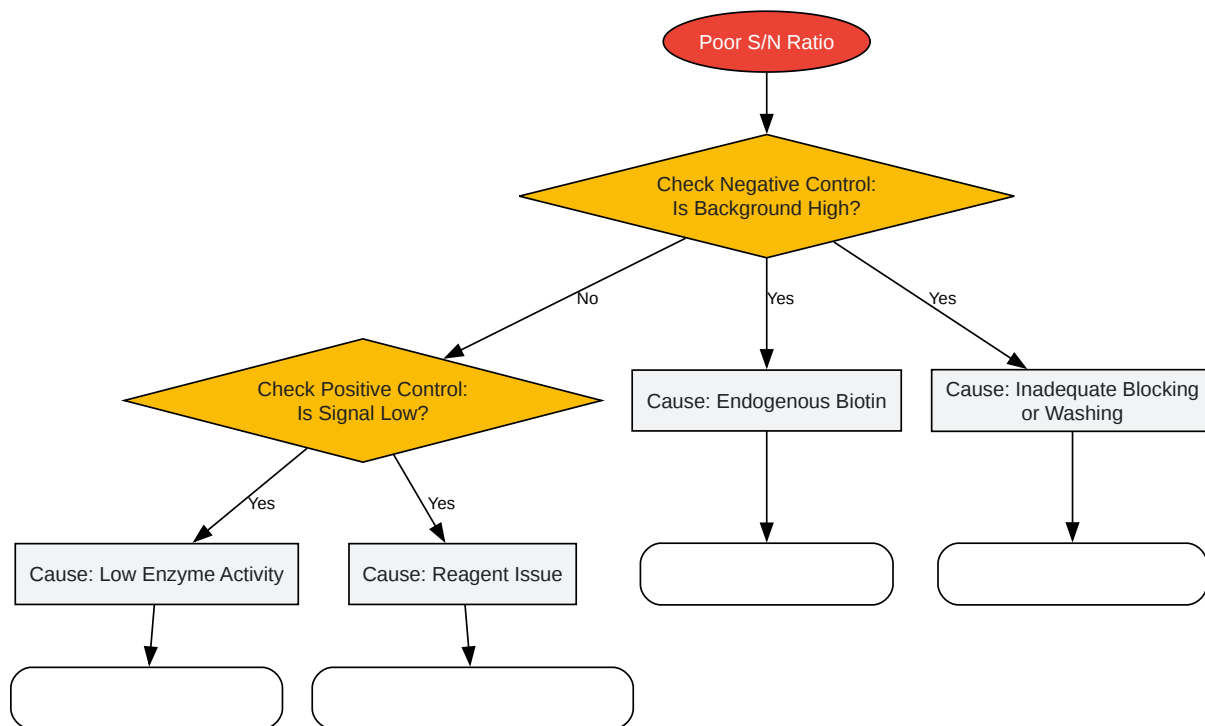 Poor S/N Ratio
Check Negative Control:
Is Background High?
No
Yes
Yes
Check Positive Control:
Is Signal Low?
Cause: Endogenous Biotin
Cause: Inadequate Blocking
or Washing
Yes
Yes
Cause: Low Enzyme Activity
Cause: Reagent Issue